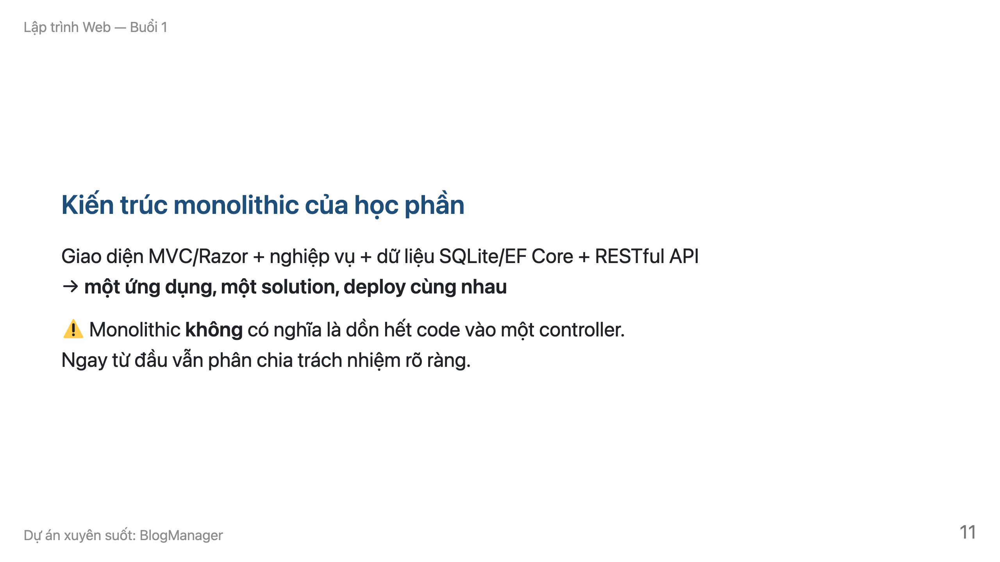 Lập trình Web — Buổi 1
Kiến trúc monolithic của học phần
Giao diện MVC/Razor + nghiệp vụ + dữ liệu SQLite/EF Core + RESTful API
→ một ứng dụng, một solution, deploy cùng nhau
⚠️ Monolithic không có nghĩa là dồn hết code vào một controller.
Ngay từ đầu vẫn phân chia trách nhiệm rõ ràng.
Dự án xuyên suốt: BlogManager
11